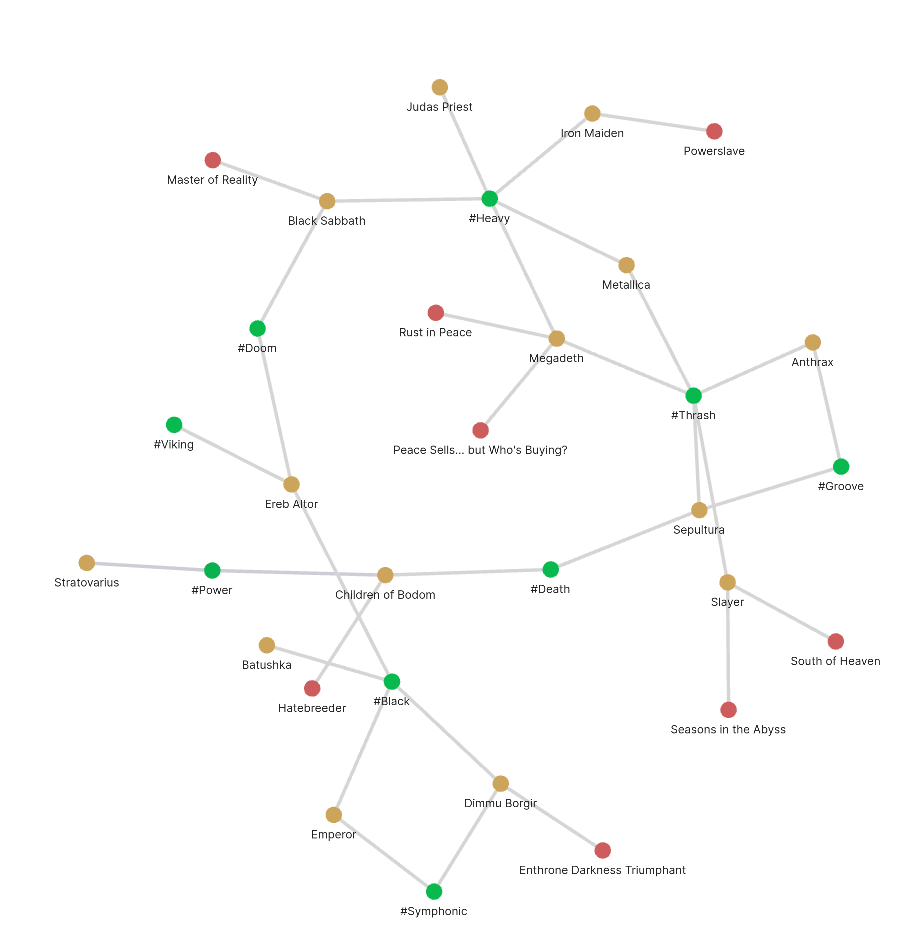 Judas Priest
Iron Maiden
Powerslave
Master of Reality
Black Sabbath
#Heavy
Metallica
Rust in Peace
#Doom
Megadeth
Anthrax
#Thrash
#Viking
Peace Sells... but Who's Buying?
#Groove
Ereb Altor
Sepultura
Stratovarius
#Power
Children of Bodom
#Death
Slayer
Batushka
South of Heaven
Hatebreeder
#Black
Seasons in the Abyss
Dimmu Borgir
Emperor
Enthrone Darkness Triumphant
#Symphonic